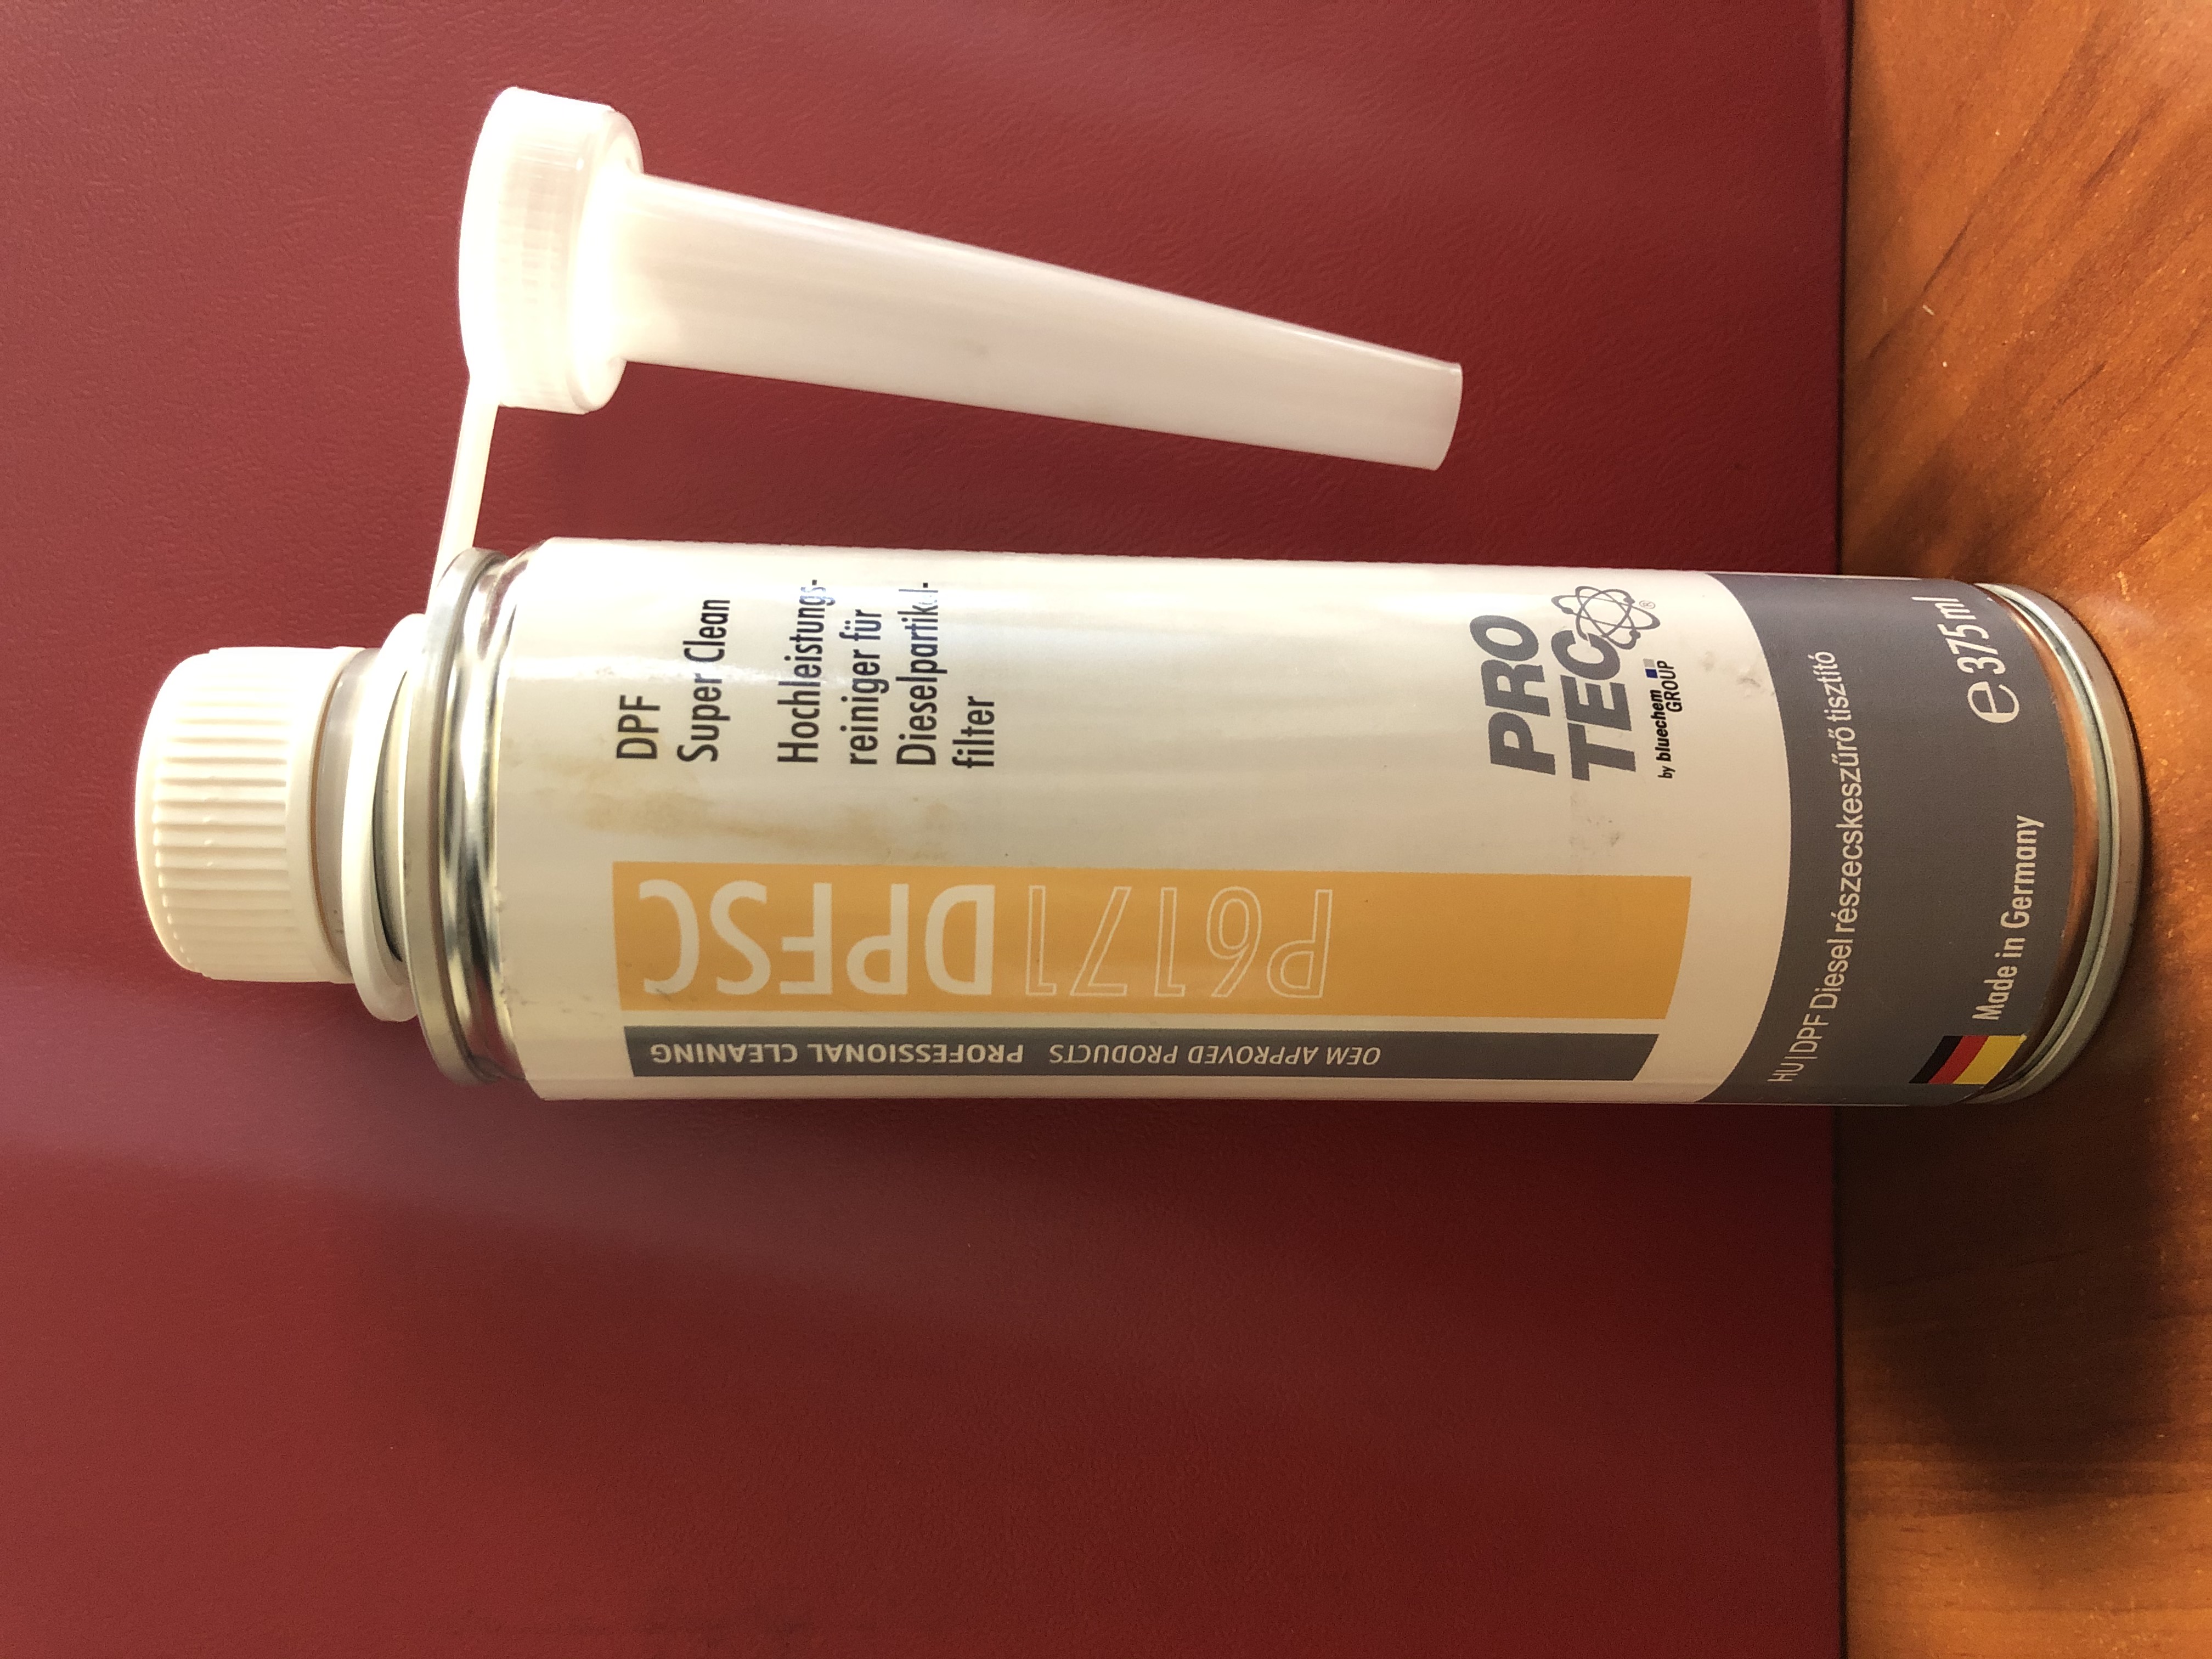 DPF
Super Clean
Hochleistungs-
reiniger für
Dieselpartikel-
filter
P6171 DPFSC
OEM APPROVED PRODUCTS PROFESSIONAL CLEANING
PRO
TEC®
by bluechem
GROUP
HU|DPF Diesel részecskeszűrő tisztító
Made in Germany
e 375 ml